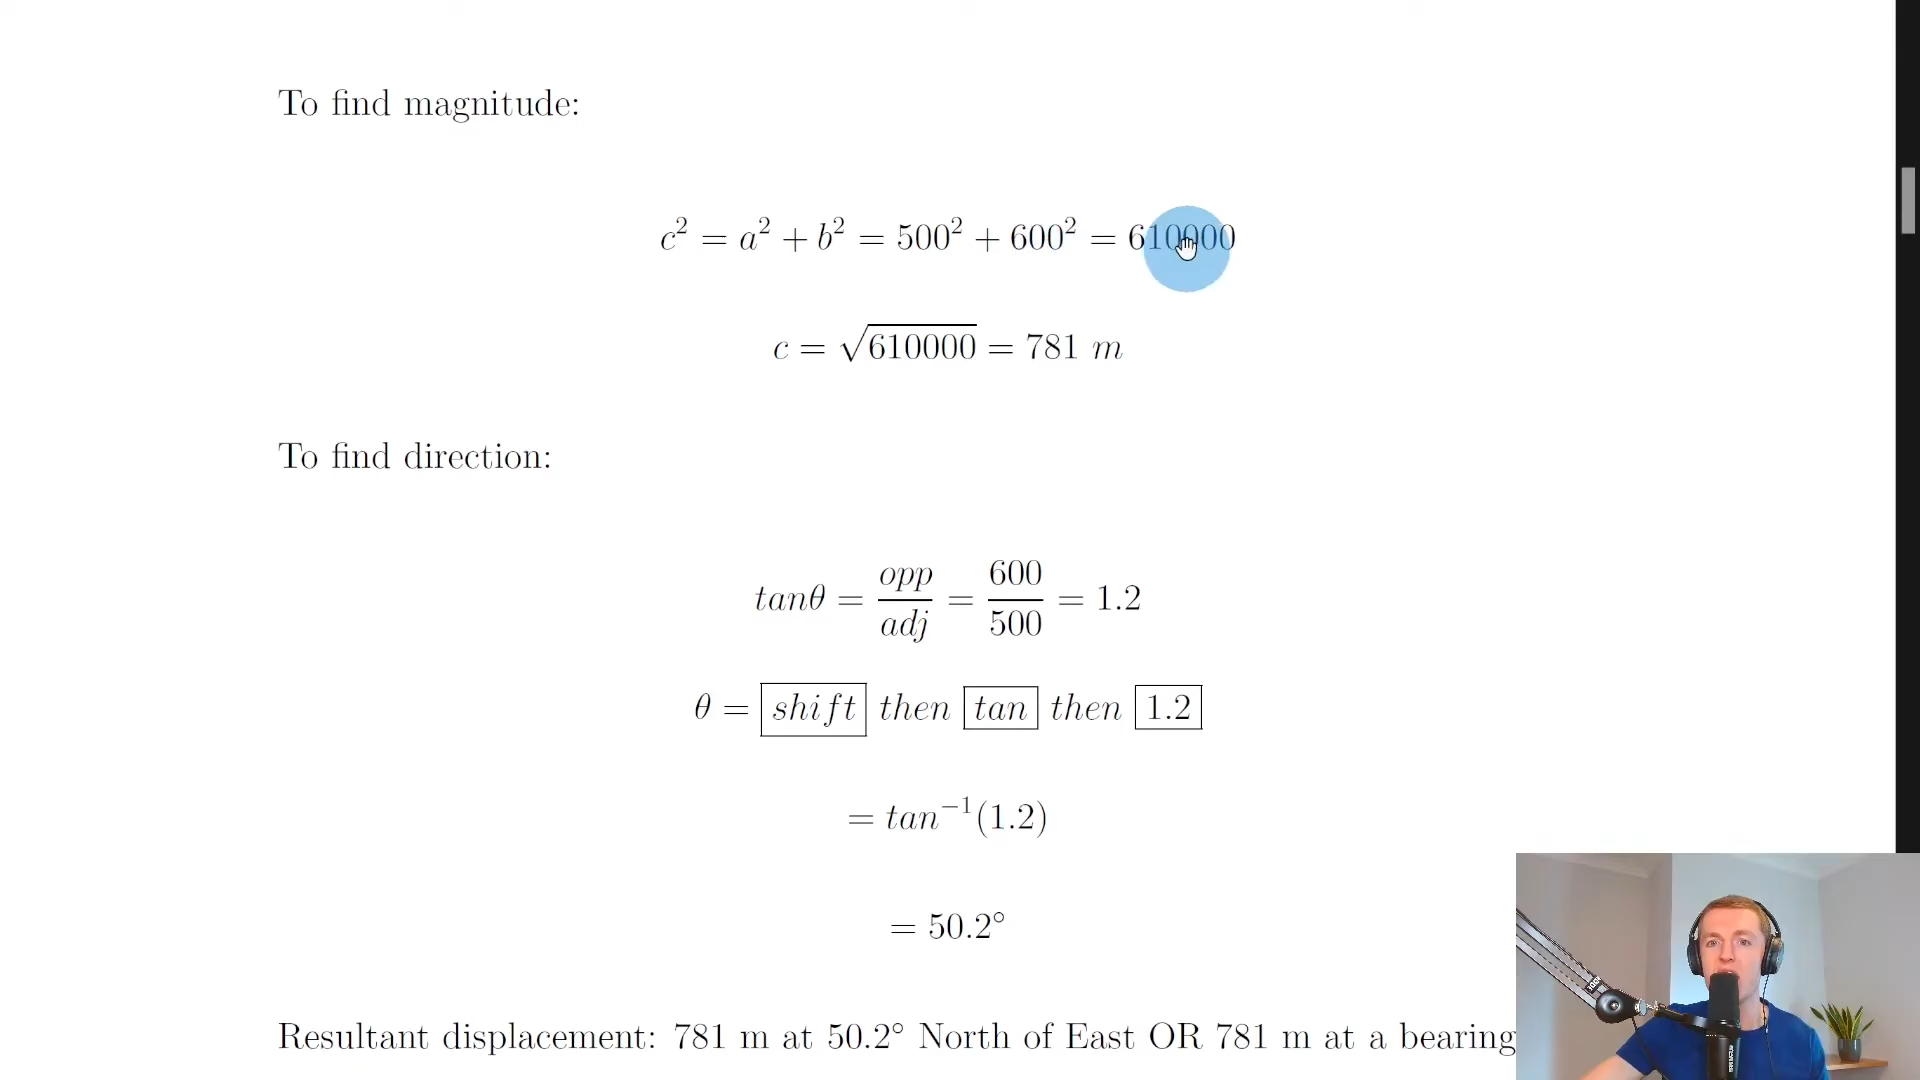 To find magnitude:
c² = a² + b² = 500² + 600² = 610000
c = √610000 = 781 m
To find direction:
tanθ = opp/adj = 600/500 = 1.2
θ = shift then tan then 1.2
= tan⁻¹(1.2)
= 50.2°
Resultant displacement: 781 m at 50.2° North of East OR 781 m at a bearing